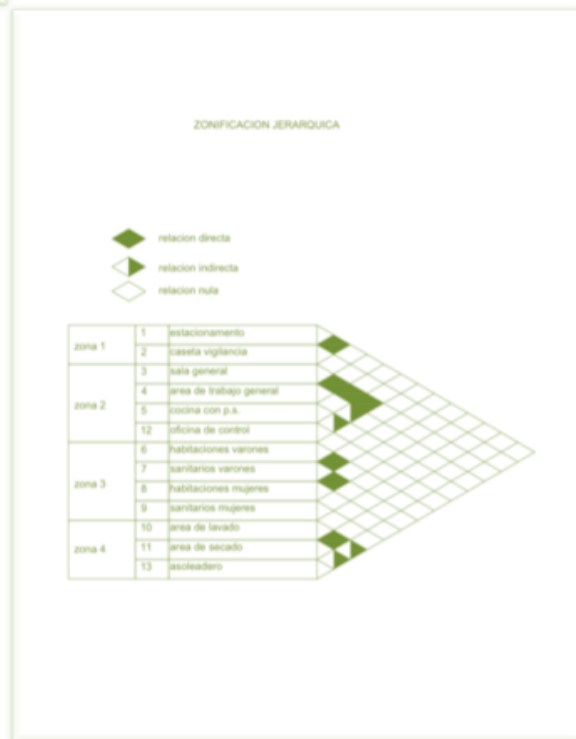 ZONIFICACION JERARQUICA
relacion directa
relacion indirecta
relacion nula
zona 1
1 estacionamento
2 caseta vigilancia
zona 2
3 sala general
4 area de trabajo general
5 cocina con p.s.
12 oficina de control
zona 3
6 habitaciones varones
7 sanitarios varones
8 habitaciones mujeres
9 sanitarios mujeres
zona 4
10 area de lavado
11 area de secado
13 asoleadero